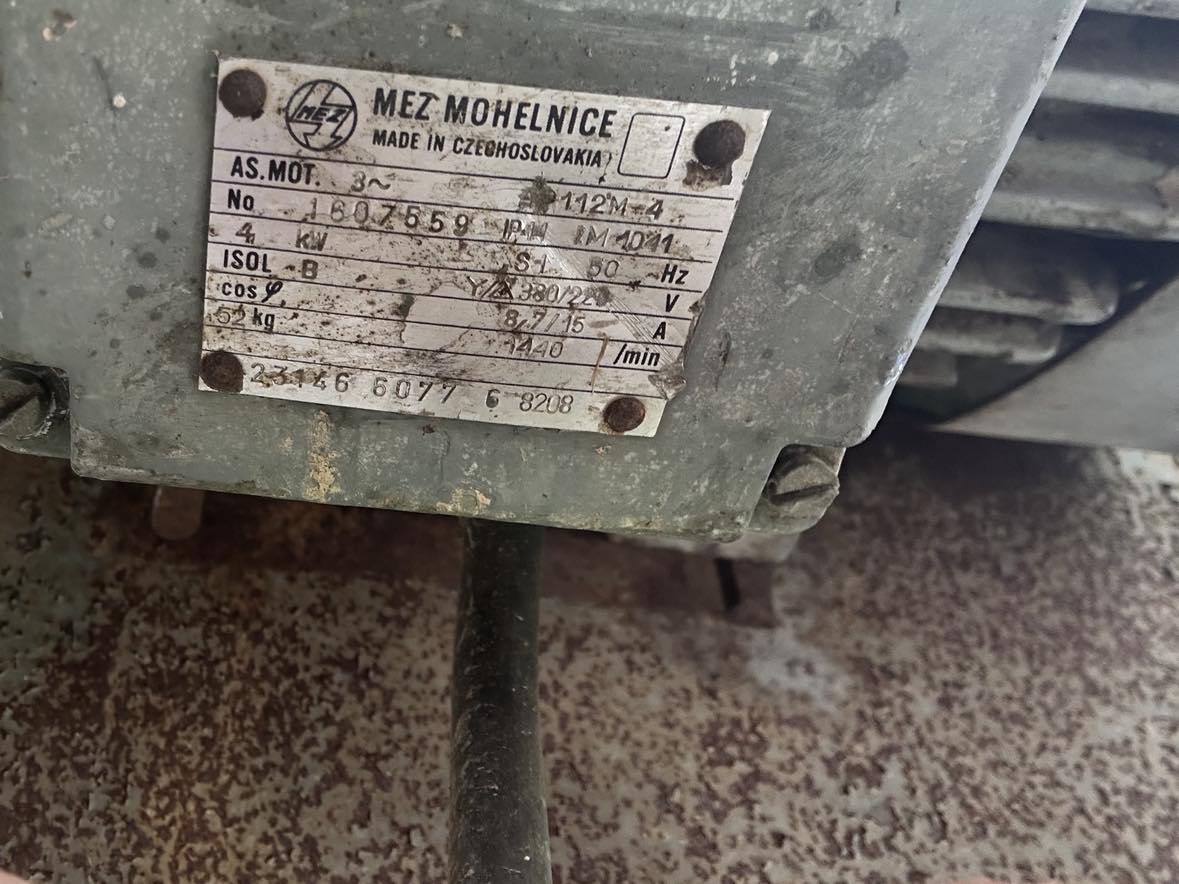 MEZ
MEZ MOHELNICE
MADE IN CZECHOSLOVAKIA
AS.MOT. 3~ 112M-4
No 1607559 IM 1041
4 kW S1 50 Hz
ISOL B Y/ 380/220 V
cos φ 8,7/15 A
52 kg 1440 /min
23146 6077 6 8208